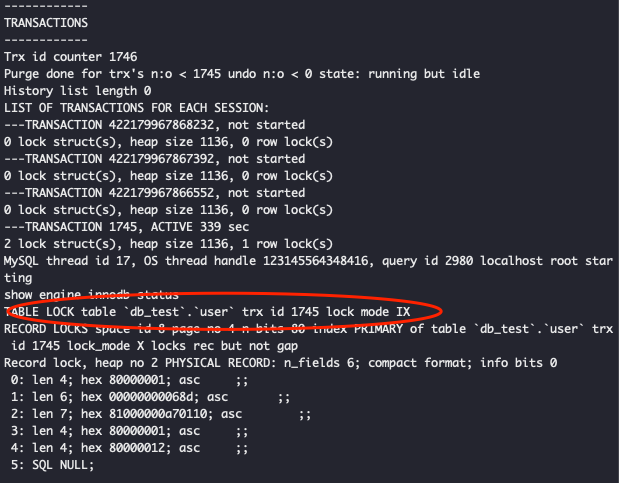 ------------
TRANSACTIONS
------------
Trx id counter 1746
Purge done for trx's n:o < 1745 undo n:o < 0 state: running but idle
History list length 0
LIST OF TRANSACTIONS FOR EACH SESSION:
---TRANSACTION 422179967868232, not started
0 lock struct(s), heap size 1136, 0 row lock(s)
---TRANSACTION 422179967867392, not started
0 lock struct(s), heap size 1136, 0 row lock(s)
---TRANSACTION 422179967866552, not started
0 lock struct(s), heap size 1136, 0 row lock(s)
---TRANSACTION 1745, ACTIVE 339 sec
2 lock struct(s), heap size 1136, 1 row lock(s)
MySQL thread id 17, OS thread handle 123145564348416, query id 2980 localhost root star
ting
show engine innodb status
TABLE LOCK table `db_test`.`user` trx id 1745 lock mode IX
RECORD LOCKS space id 8 page no 4 n bits 80 index PRIMARY of table `db_test`.`user` trx
 id 1745 lock_mode X locks rec but not gap
Record lock, heap no 2 PHYSICAL RECORD: n_fields 6; compact format; info bits 0
 0: len 4; hex 80000001; asc     ;;
 1: len 6; hex 00000000068d; asc       ;;
 2: len 7; hex 81000000a70110; asc        ;;
 3: len 4; hex 80000001; asc     ;;
 4: len 4; hex 80000012; asc     ;;
 5: SQL NULL;